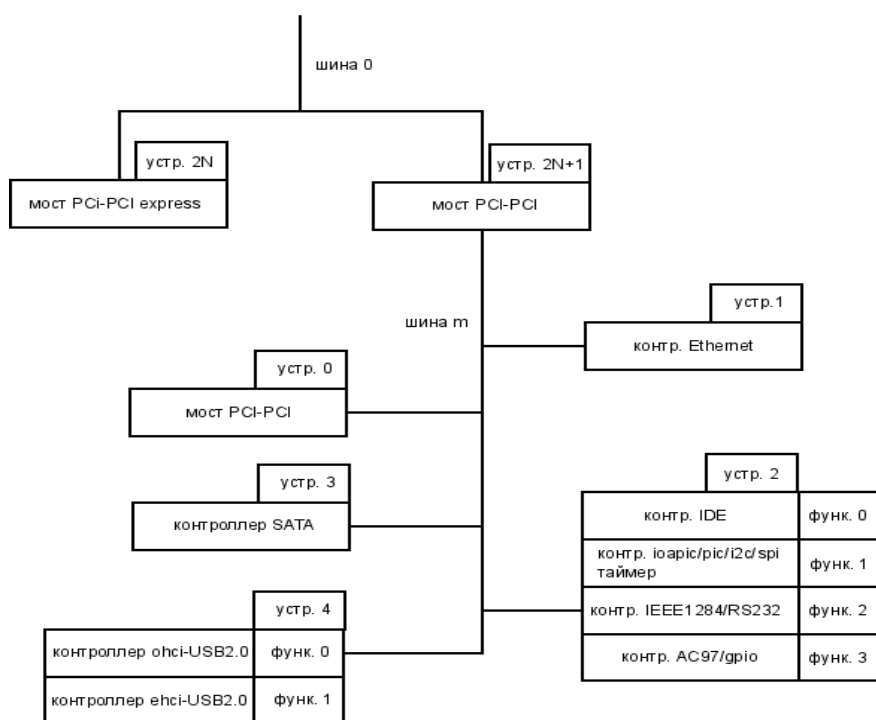 шина 0
устр. 2N
мост PCi-PCI express
устр. 2N+1
мост PCI-PCI
шина m
устр.1
контр. Ethernet
устр. 0
мост PCI-PCI
устр. 3
контроллер SATA
устр. 2
контр. IDE функ. 0
контр. ioapic/pic/i2c/spi
таймер функ. 1
контр. IEEE1284/RS232 функ. 2
контр. AC97/gpio функ. 3
устр. 4
контроллер ohci-USB2.0 функ. 0
контроллер ehci-USB2.0 функ. 1